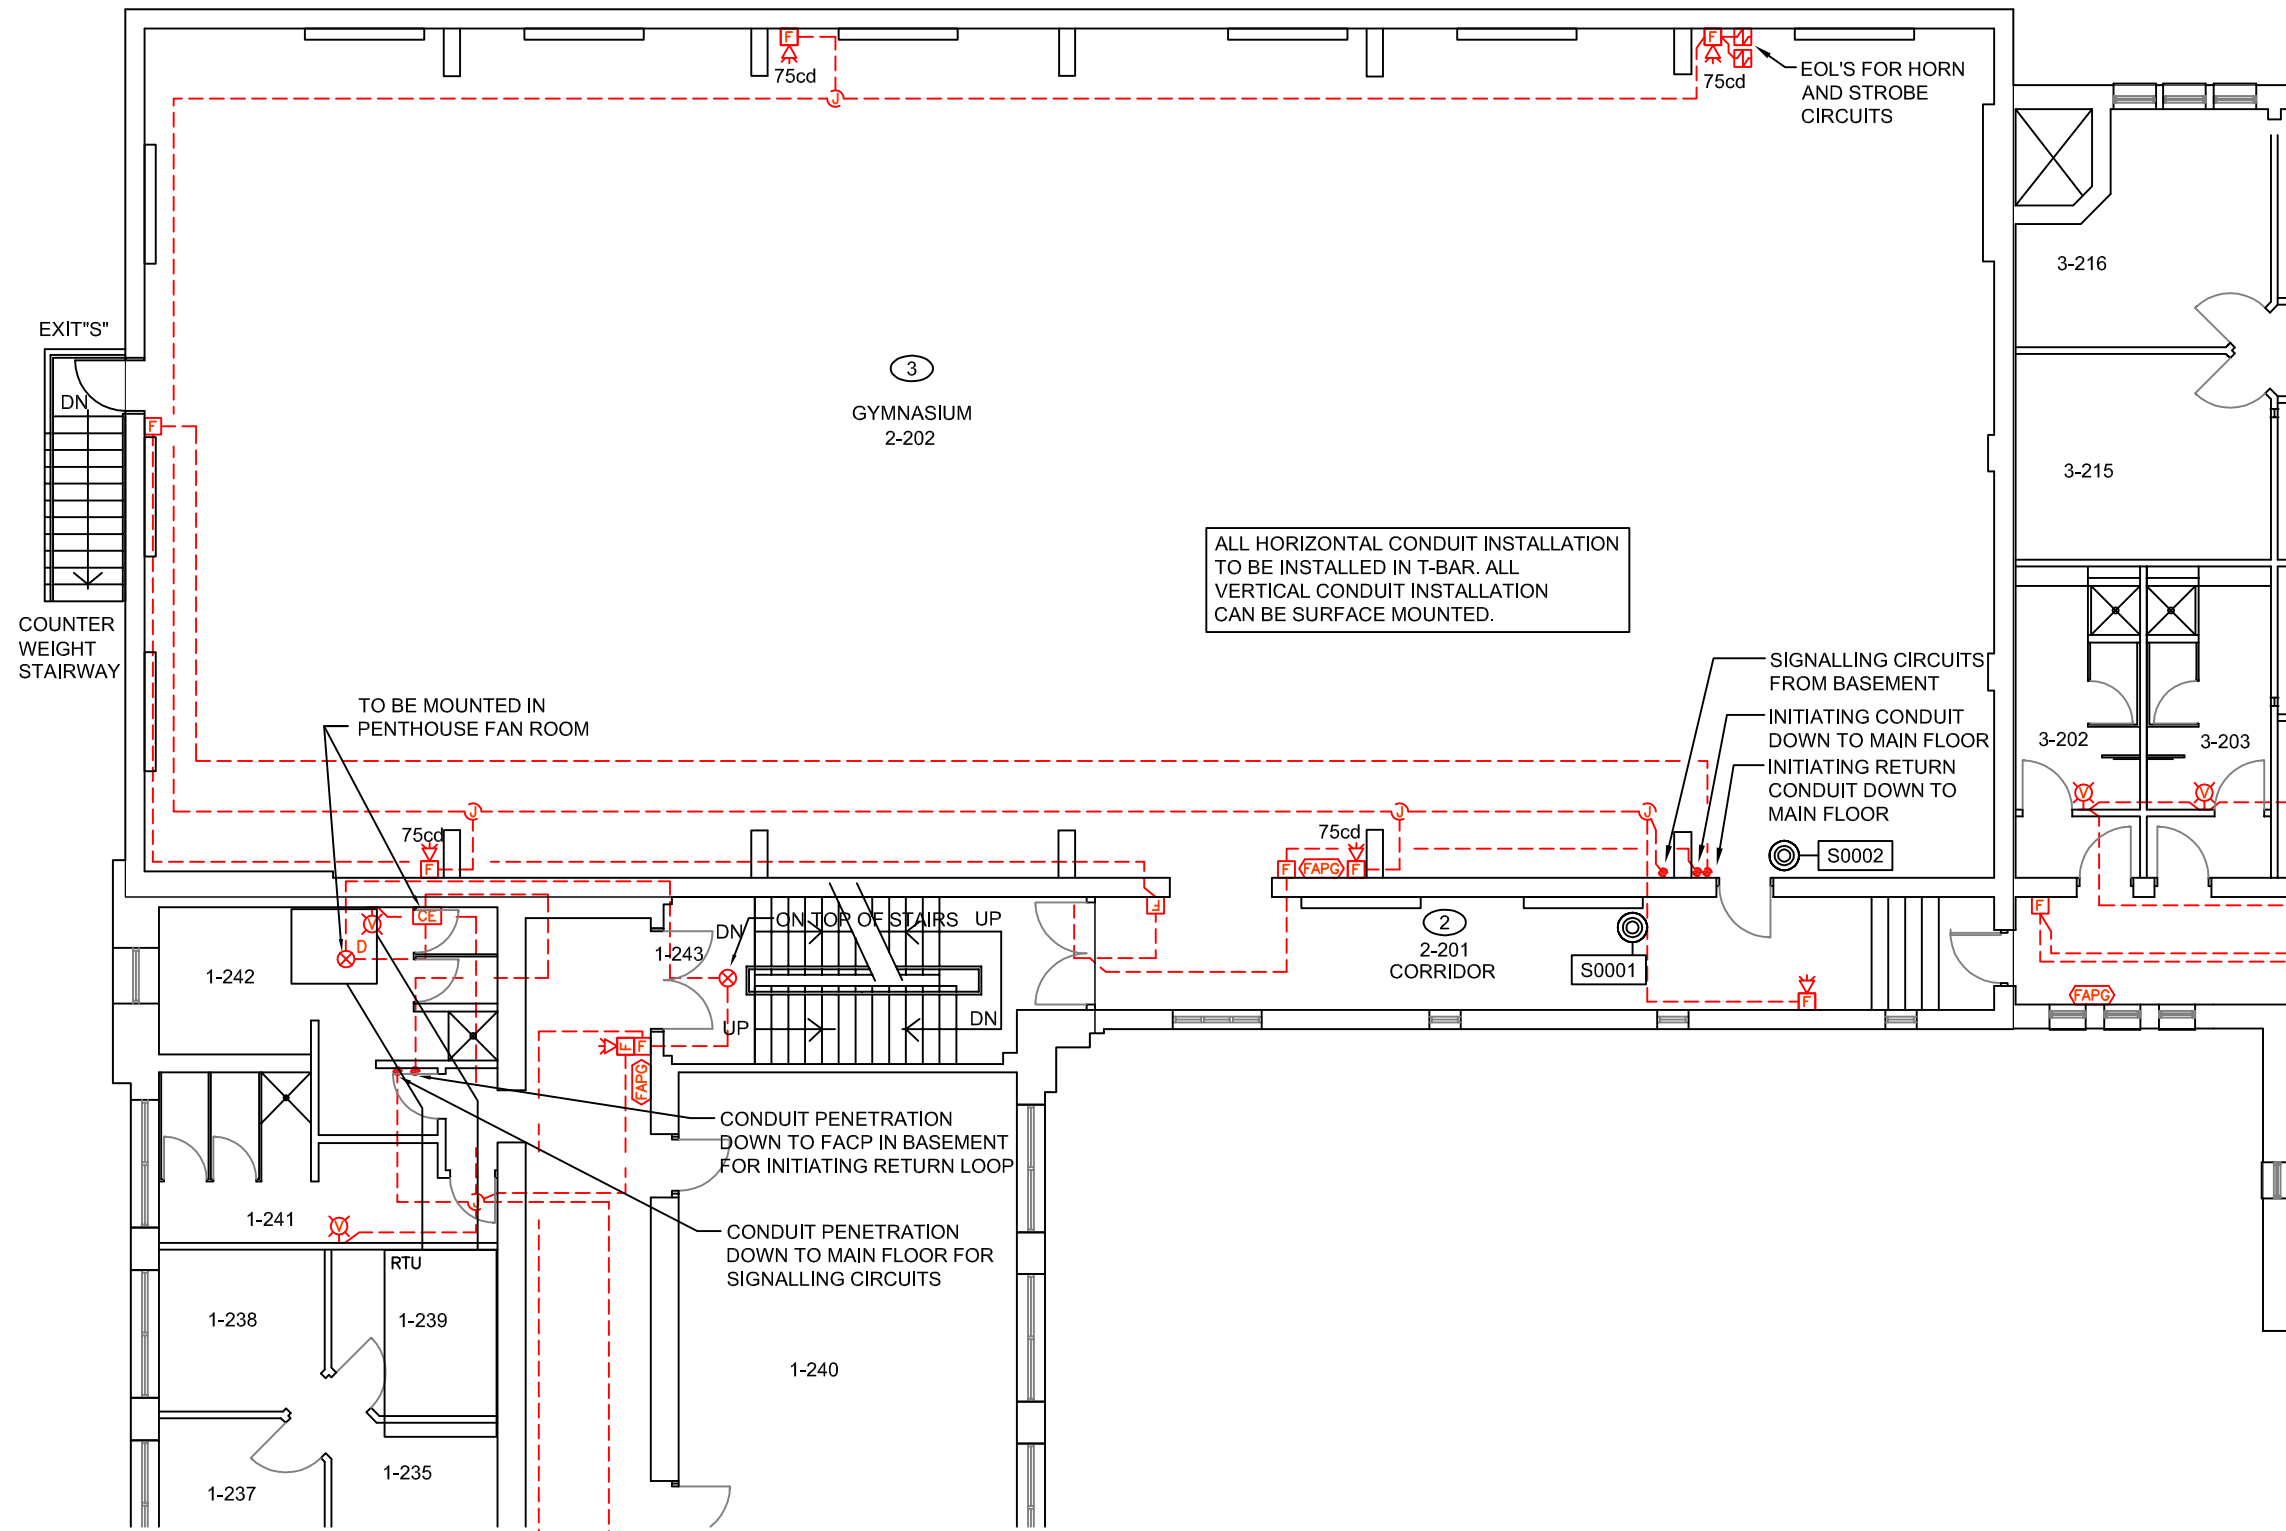 F
75cd
F
75cd
EOL'S FOR HORN
AND STROBE
CIRCUITS
J
3-216
EXIT"S"
DN
3
GYMNASIUM
2-202
F
3-215
ALL HORIZONTAL CONDUIT INSTALLATION
TO BE INSTALLED IN T-BAR. ALL
VERTICAL CONDUIT INSTALLATION
CAN BE SURFACE MOUNTED.
COUNTER
WEIGHT
STAIRWAY
SIGNALLING CIRCUITS
FROM BASEMENT
TO BE MOUNTED IN
PENTHOUSE FAN ROOM
INITIATING CONDUIT
DOWN TO MAIN FLOOR
INITIATING RETURN
CONDUIT DOWN TO
MAIN FLOOR
3-202
3-203
V
V
J
J
J
75cd
F
75cd
F
FAPG
F
S0002
CE
V
D
1-242
1-243
DN
ON TOP OF STAIRS
UP
F
2
2-201
CORRIDOR
S0001
F
F
FAPG
UP
DN
F
F
FAPG
CONDUIT PENETRATION
DOWN TO FACP IN BASEMENT
FOR INITIATING RETURN LOOP
J
1-241
V
CONDUIT PENETRATION
DOWN TO MAIN FLOOR FOR
SIGNALLING CIRCUITS
RTU
1-238
1-239
1-240
1-235
1-237